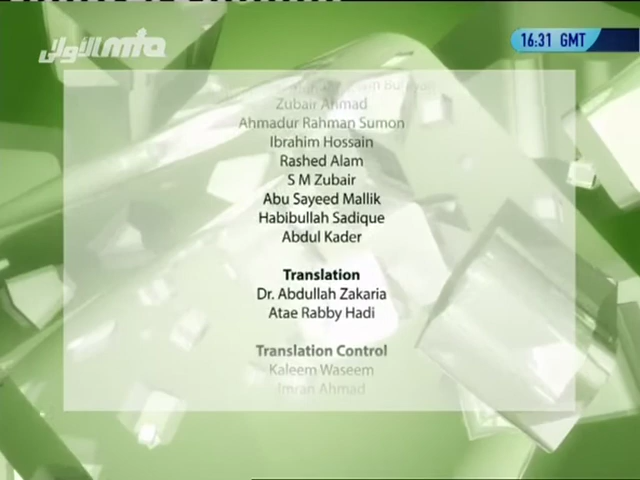 mta الأولى
16:31 GMT
Zubair Ahmad
Ahmadur Rahman Sumon
Ibrahim Hossain
Rashed Alam
S M Zubair
Abu Sayeed Mallik
Habibullah Sadique
Abdul Kader
Translation
Dr. Abdullah Zakaria
Atae Rabby Hadi
Translation Control
Kaleem Waseem
Imran Ahmad